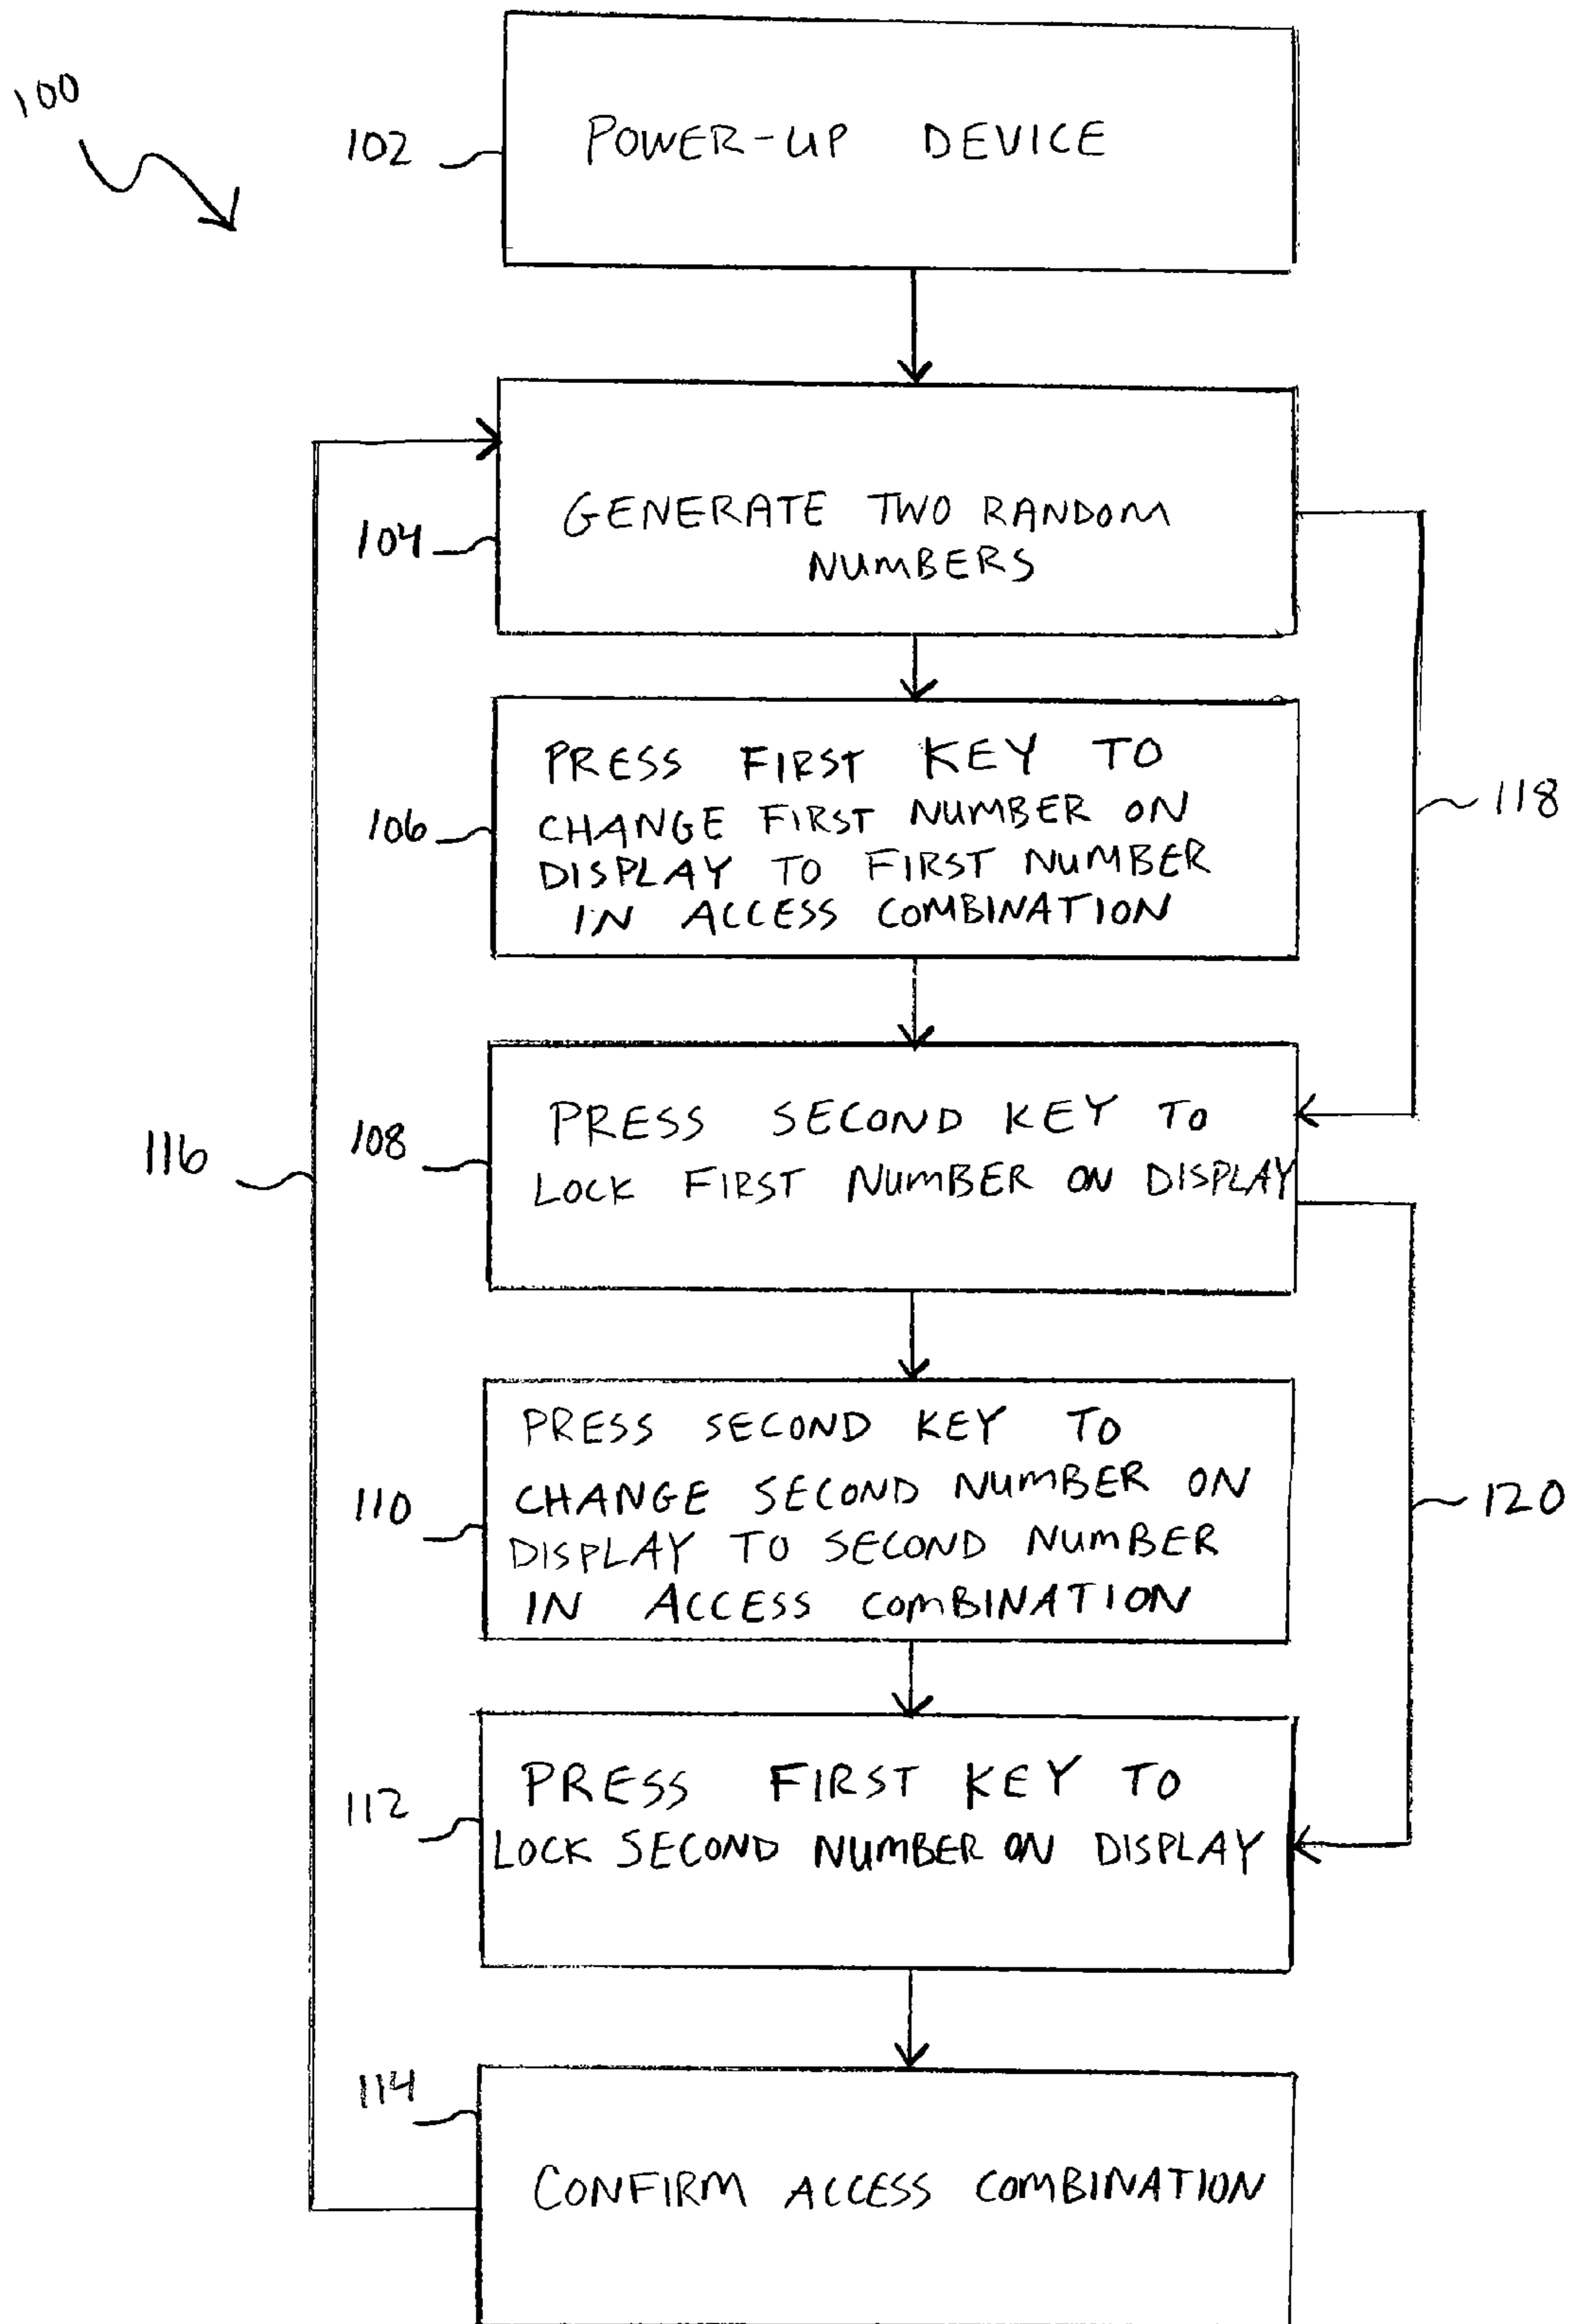 100
102
POWER-UP DEVICE
104
GENERATE TWO RANDOM
NUMBERS
106
PRESS FIRST KEY TO
CHANGE FIRST NUMBER ON
DISPLAY TO FIRST NUMBER
IN ACCESS COMBINATION
118
116
108
PRESS SECOND KEY TO
LOCK FIRST NUMBER ON DISPLAY
110
PRESS SECOND KEY TO
CHANGE SECOND NUMBER ON
DISPLAY TO SECOND NUMBER
IN ACCESS COMBINATION
120
112
PRESS FIRST KEY TO
LOCK SECOND NUMBER ON DISPLAY
114
CONFIRM ACCESS COMBINATION